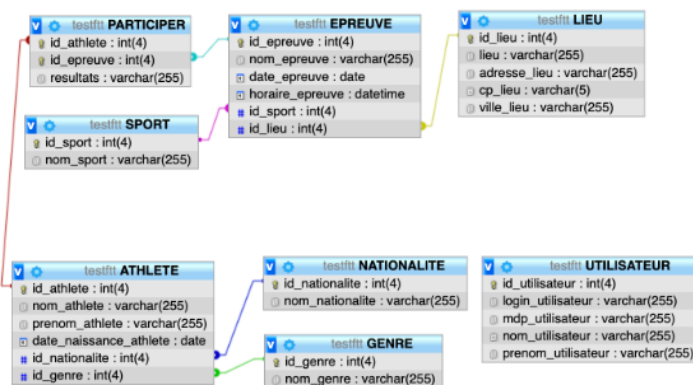 testftt PARTICIPER
id_athlete : int(4)
id_epreuve : int(4)
resultats : varchar(255)
testftt EPREUVE
id_epreuve : int(4)
nom_epreuve : varchar(255)
date_epreuve : date
horaire_epreuve : datetime
id_sport : int(4)
id_lieu : int(4)
testftt LIEU
id_lieu : int(4)
lieu : varchar(255)
adresse_lieu : varchar(255)
cp_lieu : varchar(5)
ville_lieu : varchar(255)
testftt SPORT
id_sport : int(4)
nom_sport : varchar(255)
testftt ATHLETE
id_athlete : int(4)
nom_athlete : varchar(255)
prenom_athlete : varchar(255)
date_naissance_athlete : date
id_nationalite : int(4)
id_genre : int(4)
testftt NATIONALITE
id_nationalite : int(4)
nom_nationalite : varchar(255)
testftt GENRE
id_genre : int(4)
nom_genre : varchar(255)
testftt UTILISATEUR
id_utilisateur : int(4)
login_utilisateur : varchar(255)
mdp_utilisateur : varchar(255)
nom_utilisateur : varchar(255)
prenom_utilisateur : varchar(255)